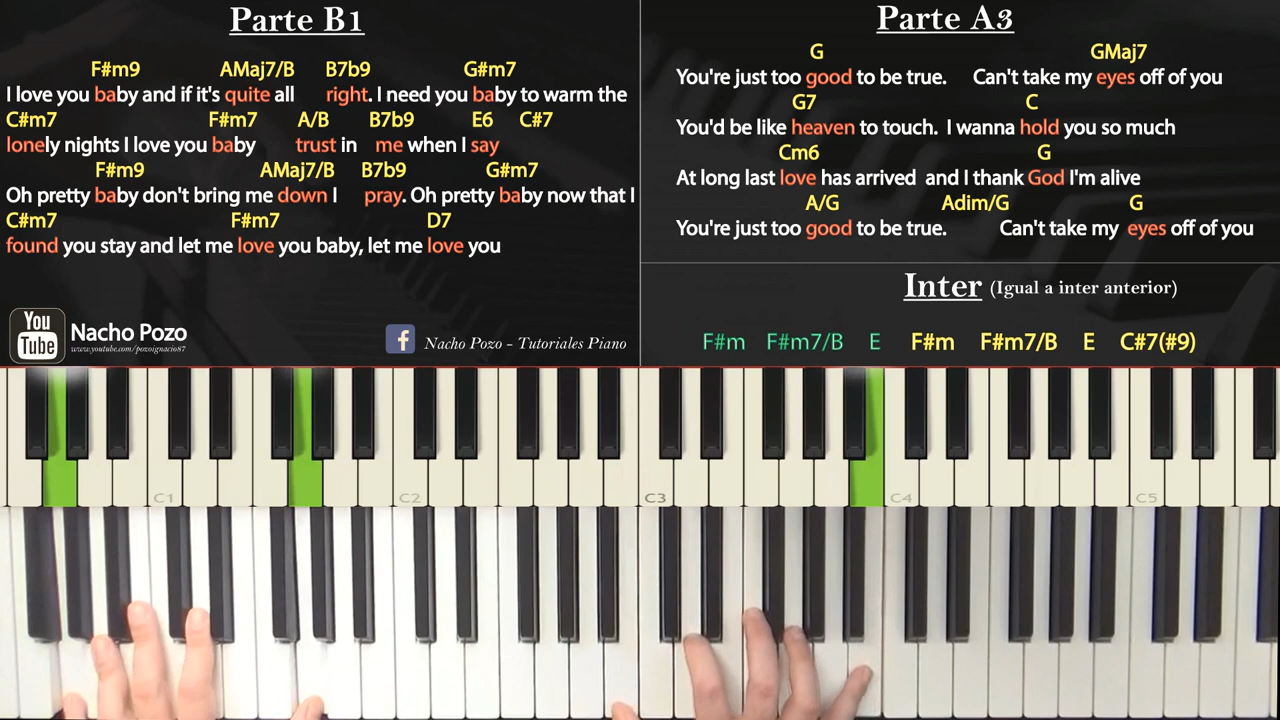 Parte B1
F#m9 AMaj7/B B7b9 G#m7
I love you baby and if it's quite all right. I need you baby to warm the
C#m7 F#m7 A/B B7b9 E6 C#7
lonely nights I love you baby trust in me when I say
F#m9 AMaj7/B B7b9 G#m7
Oh pretty baby don't bring me down I pray. Oh pretty baby now that I
C#m7 F#m7 D7
found you stay and let me love you baby, let me love you
You Tube
Nacho Pozo
www.youtube.com/pozoignacio87
f Nacho Pozo - Tutoriales Piano
Parte A3
G GMaj7
You're just too good to be true. Can't take my eyes off of you
G7 C
You'd be like heaven to touch. I wanna hold you so much
Cm6 G
At long last love has arrived and I thank God I'm alive
A/G Adim/G G
You're just too good to be true. Can't take my eyes off of you
Inter (Igual a inter anterior)
F#m F#m7/B E F#m F#m7/B E C#7(#9)
C1 C2 C3 C4 C5